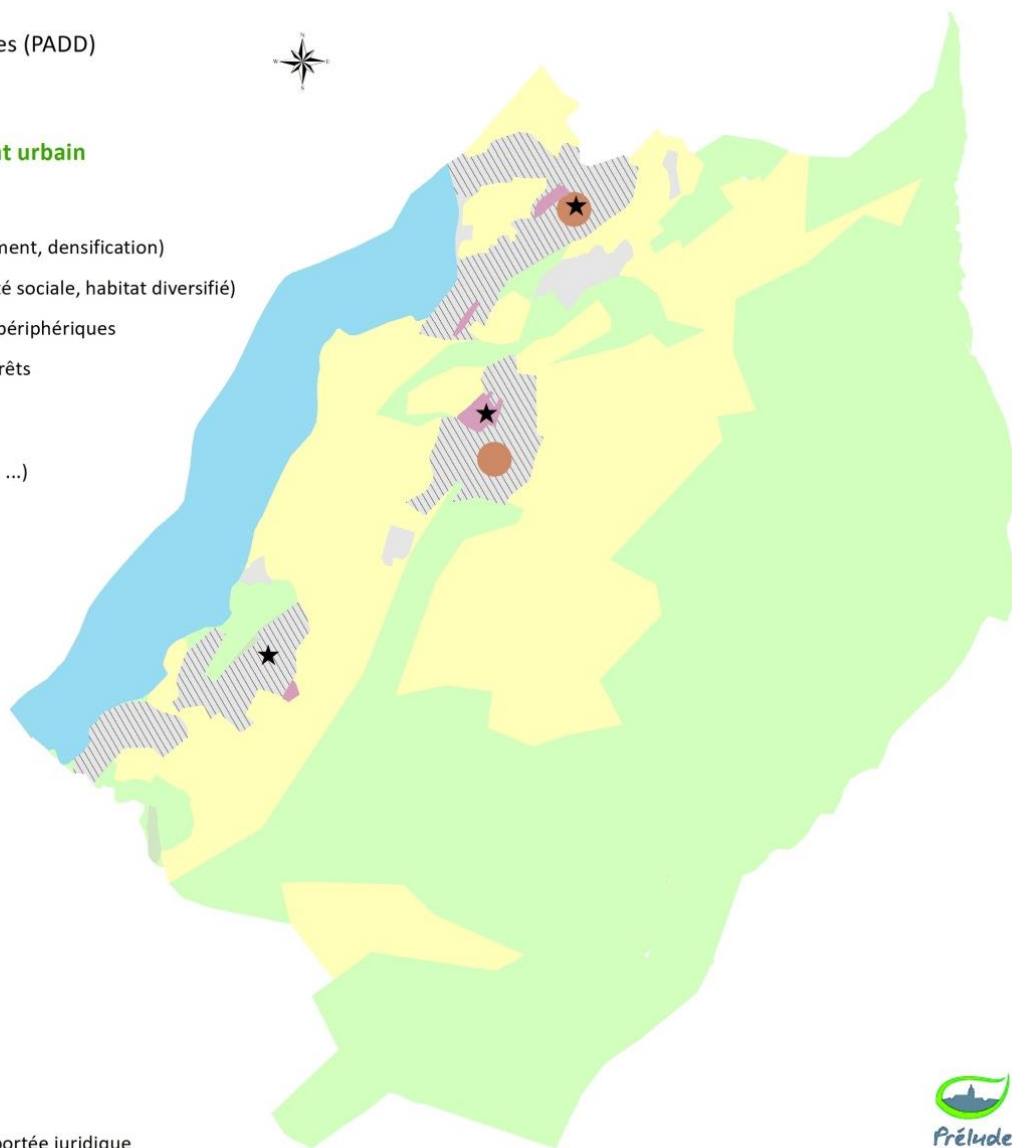 es (PADD)
t urbain
ment, densification)
é sociale, habitat diversifié)
périphériques
rêts
...)
portée juridique
Prélude